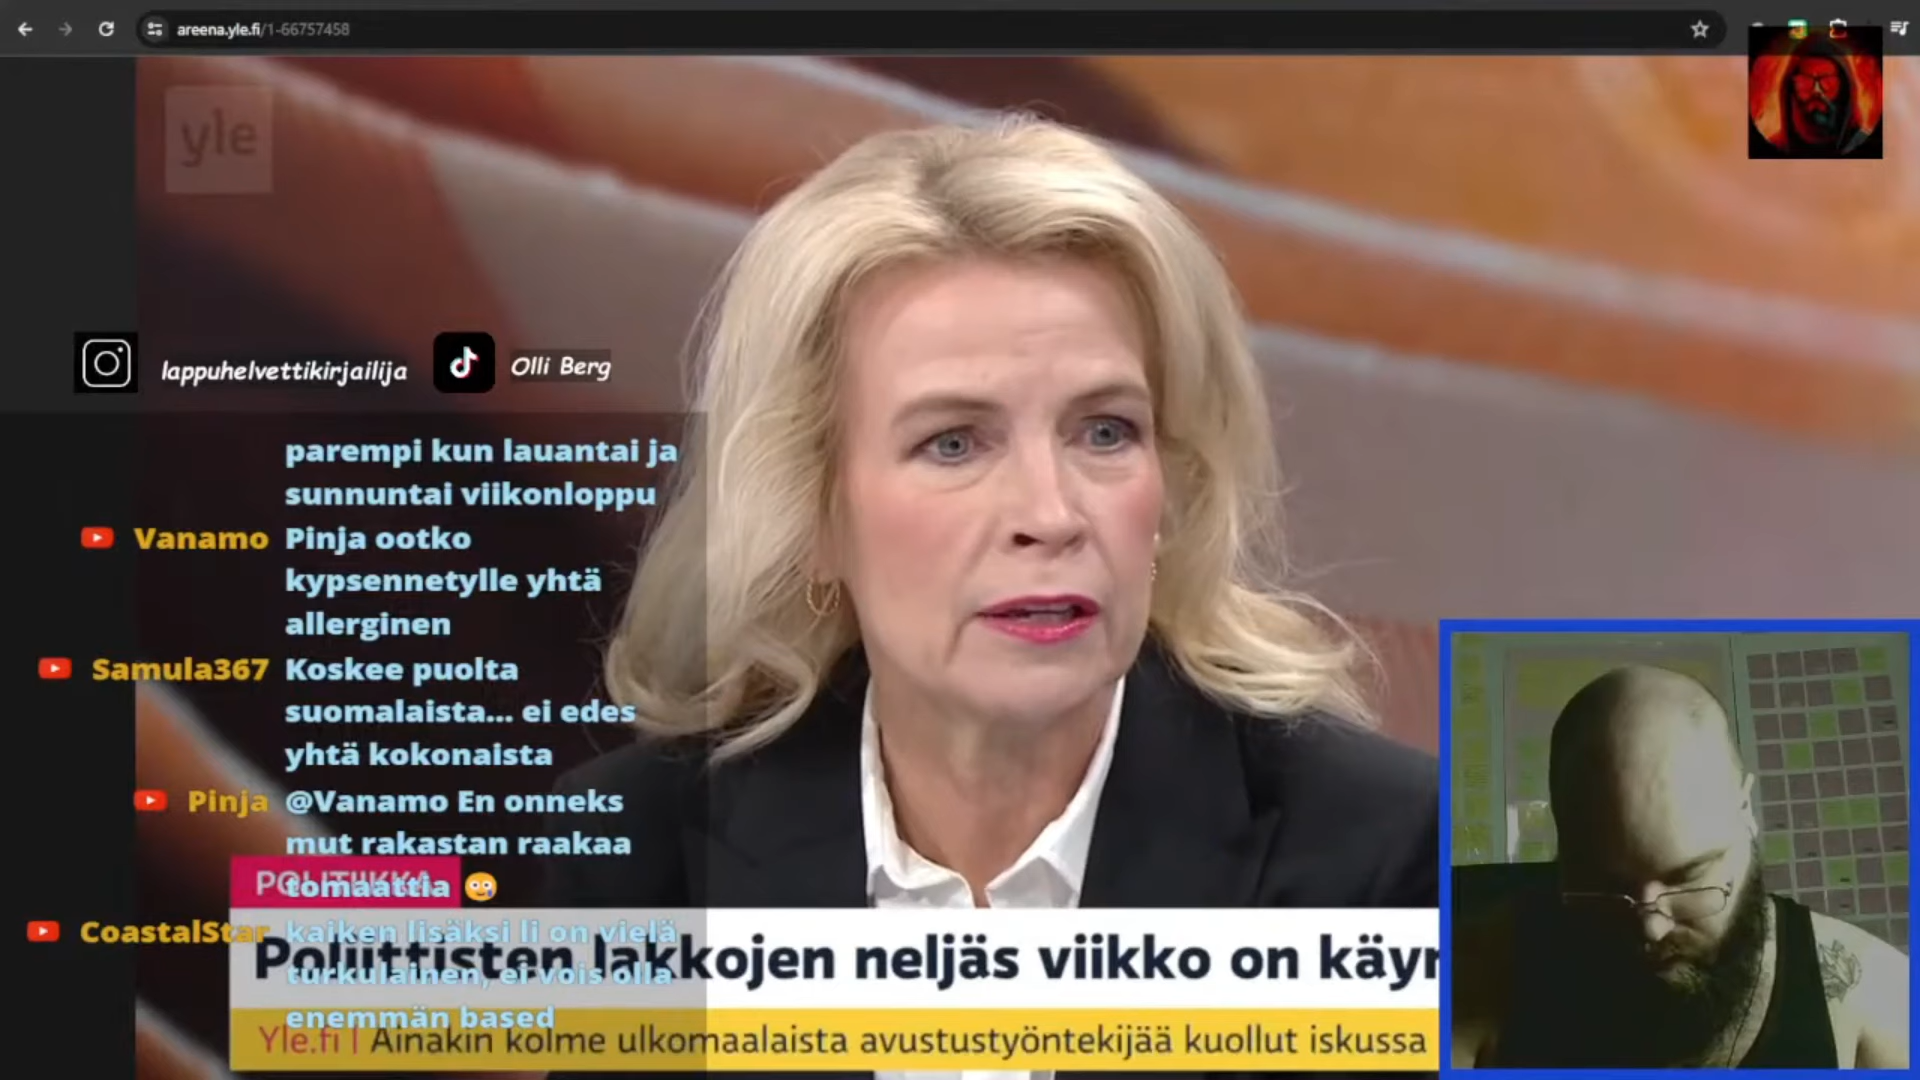 areena.yle.fi/1-66757458
yle
lappuhelvettikirjailija
Olli Berg
parempi kun lauantai ja
sunnuntai viikonloppu
Vanamo Pinja ootko
kypsennetylle yhtä
allerginen
Samula367 Koskee puolta
suomalaista... ei edes
yhtä kokonaista
Pinja @Vanamo En onneks
mut rakastan raakaa
tomaattia 🥹
POLITIIKKA
CoastalStar kaiken lisäksi li on vielä
turkulainen, ei vois olla
enemmän based
Poliittisten lakkojen neljäs viikko on käyn
Yle.fi | Ainakin kolme ulkomaalaista avustustyöntekijää kuollut iskussa